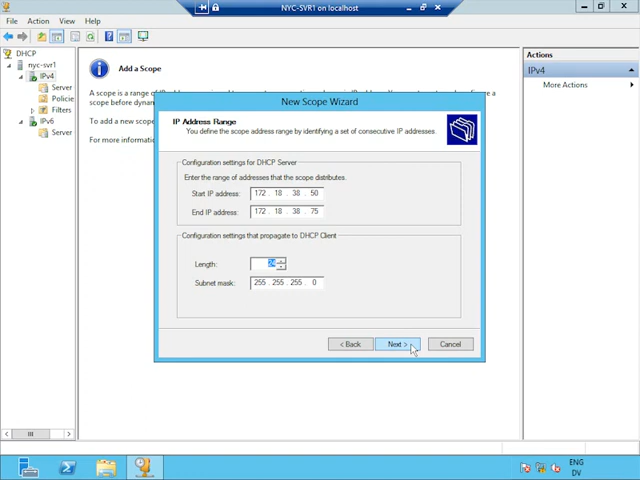 NYC-SVR1 on localhost
File Action View Help
DHCP
nyc-svr1
IPv4
Server
Policie
Filters
IPv6
Server
Add a Scope
A scope is a range of
scope before dynam
To add a new scope
For more informatio
New Scope Wizard
IP Address Range
You define the scope address range by identifying a set of consecutive IP addresses.
Configuration settings for DHCP Server
Enter the range of addresses that the scope distributes.
Start IP address: 172 . 18 . 38 . 50
End IP address: 172 . 18 . 38 . 75
Configuration settings that propagate to DHCP Client
Length: 24
Subnet mask: 255 . 255 . 255 . 0
< Back Next > Cancel
Actions
IPv4
More Actions
ENG
DV